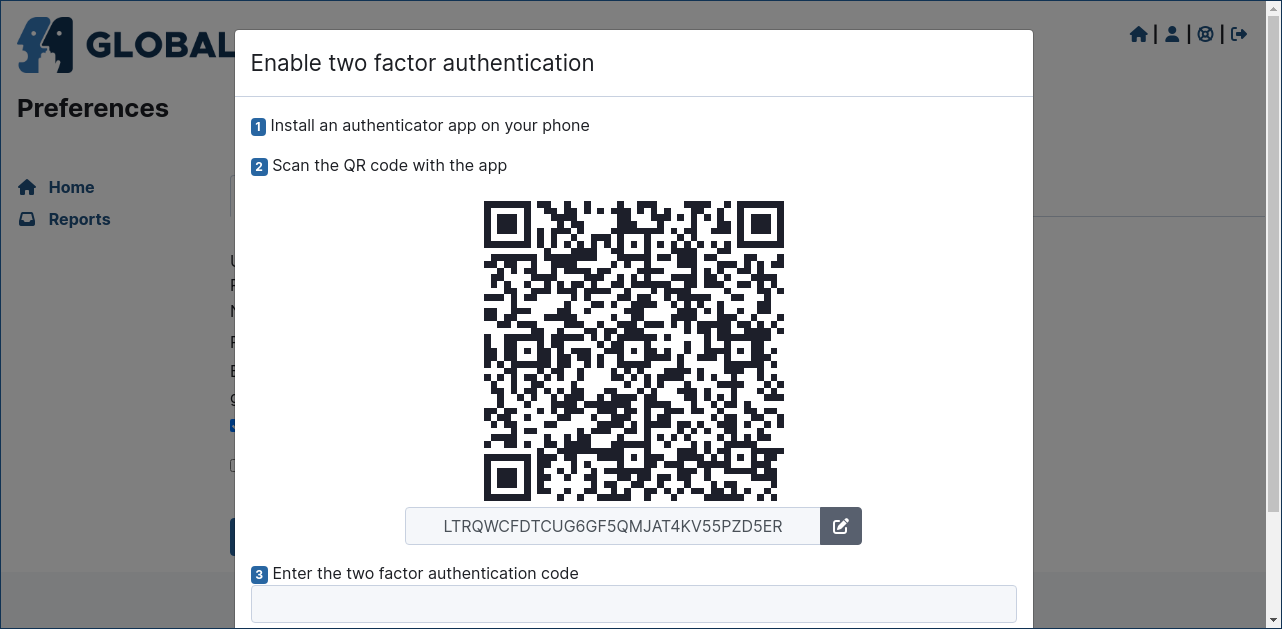 GLOBAL
Enable two factor authentication
Preferences
1 Install an authenticator app on your phone
2 Scan the QR code with the app
Home
Reports
LTRQWCFDTCUG6GF5QMJAT4KV55PZD5ER
3 Enter the two factor authentication code